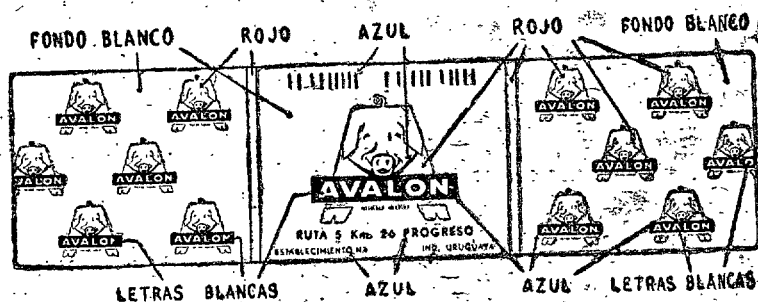 FONDO BLANCO ROJO AZUL ROJO FONDO BLANCO
AVALON AVALON AVALON AVALON
AVALON AVALON AVALON AVALON
AVALON
AVALON AVALON AVALON AVALON
RUTA 5 Km. 26 PROGRESO
ESTABLECIMIENTO Nº IND. URUGUAYA
LETRAS BLANCAS AZUL AZUL LETRAS BLANCAS